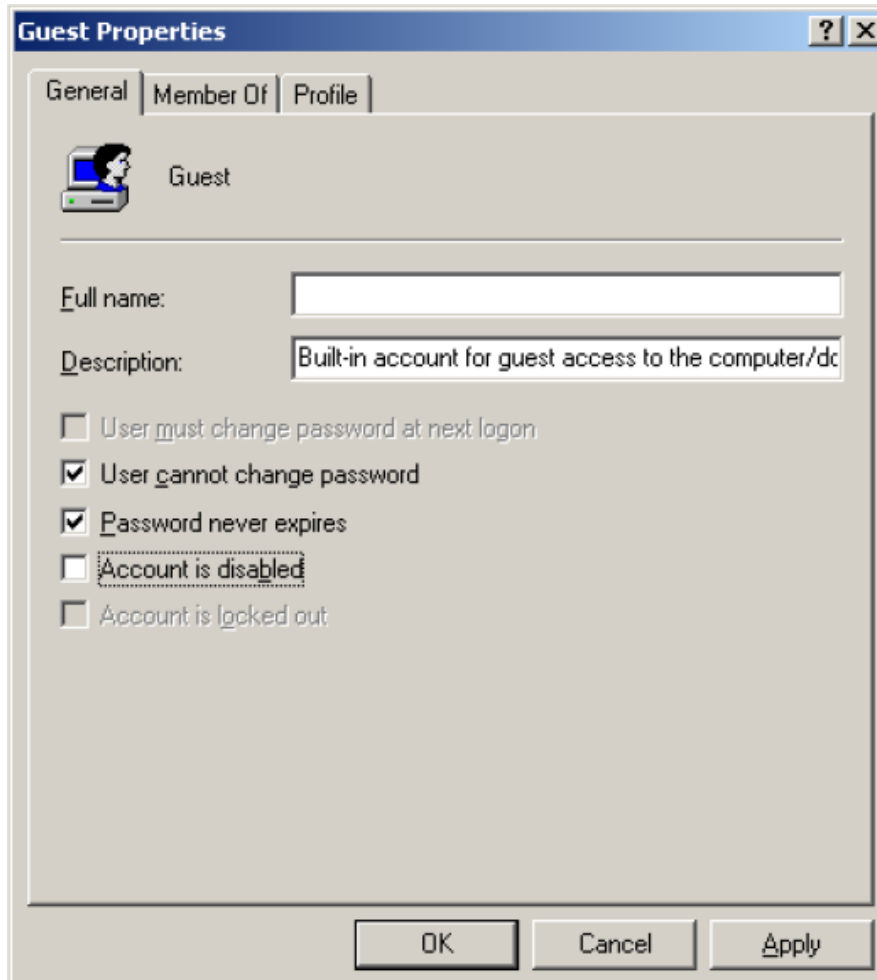 Guest Properties
General Member Of Profile
Guest
Full name:
Description: Built-in account for guest access to the computer/dc
User must change password at next logon
User cannot change password
Password never expires
Account is disabled
Account is locked out
OK Cancel Apply